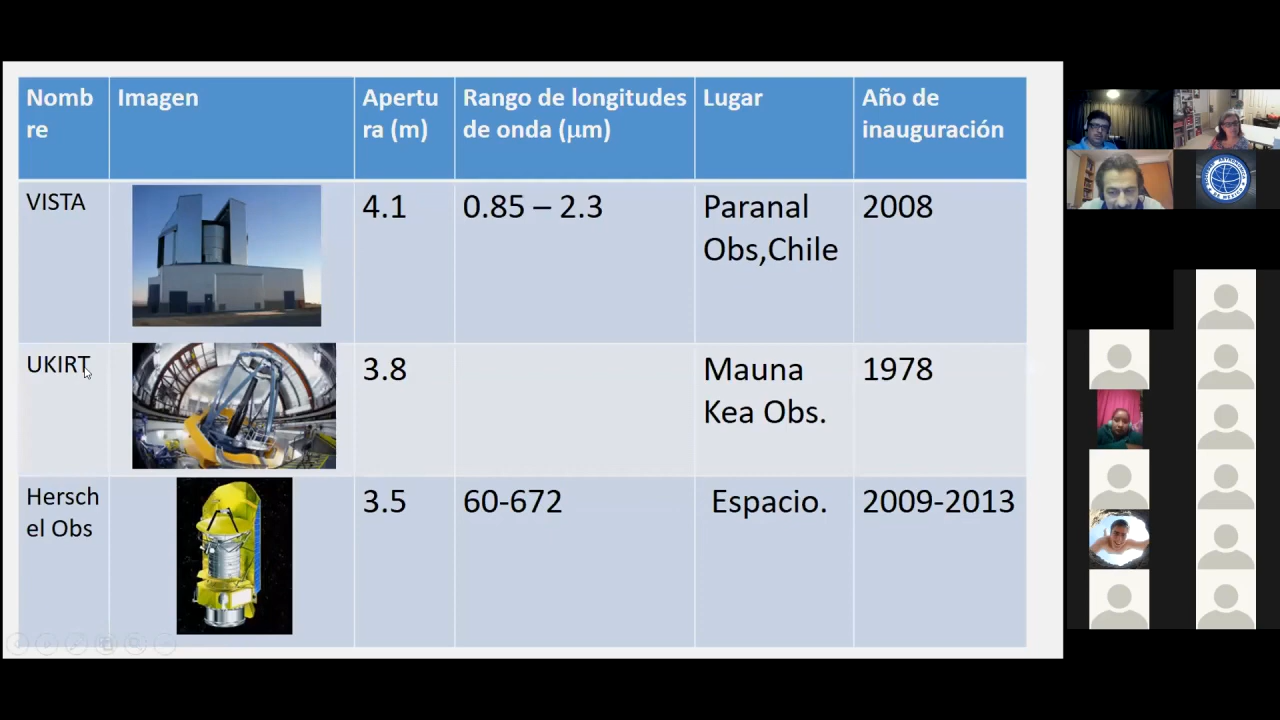 Nomb
re
Imagen
Apertu
ra (m)
Rango de longitudes
de onda (μm)
Lugar
Año de
inauguración
VISTA
4.1
0.85 – 2.3
Paranal
Obs,Chile
2008
UKIRT
3.8
Mauna
Kea Obs.
1978
Hersch
el Obs
3.5
60-672
Espacio.
2009-2013